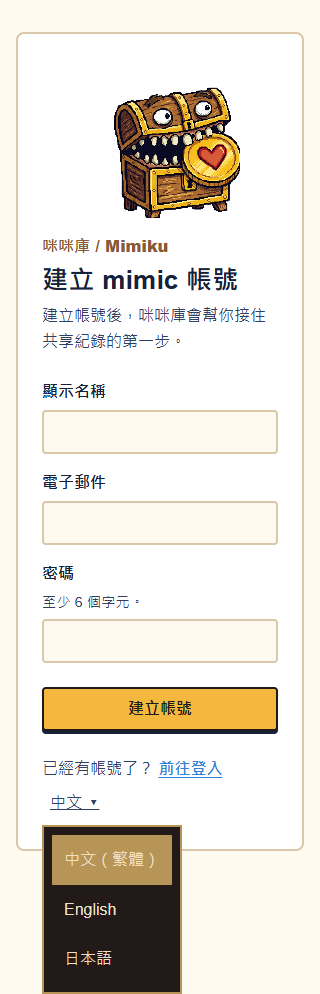 咪咪庫 / Mimiku
建立 mimic 帳號
建立帳號後，咪咪庫會幫你接住
共享紀錄的第一步。
顯示名稱
電子郵件
密碼
至少 6 個字元。
建立帳號
已經有帳號了？ 前往登入
中文 ▾
中文（繁體）
English
日本語